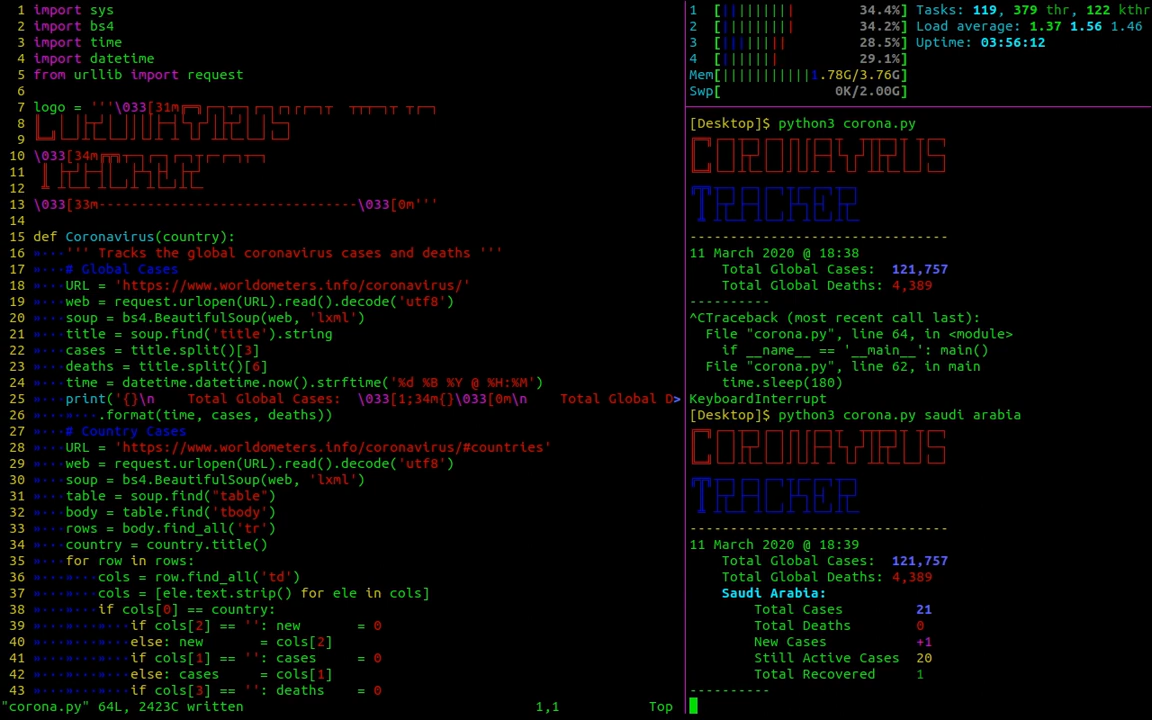 1 import sys
2 import bs4
3 import time
4 import datetime
5 from urllib import request
6
7 logo = '''\033[31m
8
9
10 \033[34m
11
12
13 \033[33m--------------------------------\033[0m'''
14
15 def Coronavirus(country):
16 »···''' Tracks the global coronavirus cases and deaths '''
17 »···# Global Cases
18 »···URL = 'https://www.worldometers.info/coronavirus/'
19 »···web = request.urlopen(URL).read().decode('utf8')
20 »···soup = bs4.BeautifulSoup(web, 'lxml')
21 »···title = soup.find('title').string
22 »···cases = title.split()[3]
23 »···deaths = title.split()[6]
24 »···time = datetime.datetime.now().strftime('%d %B %Y @ %H:%M')
25 »···print('{}\n    Total Global Cases:  \033[1;34m{}\033[0m\n    Total Global D>
26 »···»···.format(time, cases, deaths))
27 »···# Country Cases
28 »···URL = 'https://www.worldometers.info/coronavirus/#countries'
29 »···web = request.urlopen(URL).read().decode('utf8')
30 »···soup = bs4.BeautifulSoup(web, 'lxml')
31 »···table = soup.find("table")
32 »···body = table.find('tbody')
33 »···rows = body.find_all('tr')
34 »···country = country.title()
35 »···for row in rows:
36 »···»···cols = row.find_all('td')
37 »···»···cols = [ele.text.strip() for ele in cols]
38 »···»···if cols[0] == country:
39 »···»···»···if cols[2] == '': new      = 0
40 »···»···»···else: new       = cols[2]
41 »···»···»···if cols[1] == '': cases    = 0
42 »···»···»···else: cases     = cols[1]
43 »···»···»···if cols[3] == '': deaths   = 0
"corona.py" 64L, 2423C written 1,1 Top
1 [||||||||| 34.4%] Tasks: 119, 379 thr, 122 kthr
2 [||||||||| 34.2%] Load average: 1.37 1.56 1.46
3 [|||||||| 28.5%] Uptime: 03:56:12
4 [||||||| 29.1%]
Mem[|||||||||||1.78G/3.76G]
Swp[ 0K/2.00G]
[Desktop]$ python3 corona.py
--------------------------------
11 March 2020 @ 18:38
Total Global Cases:  121,757
Total Global Deaths: 4,389
----------
^CTraceback (most recent call last):
File "corona.py", line 64, in <module>
if __name__ == '__main__': main()
File "corona.py", line 62, in main
time.sleep(180)
KeyboardInterrupt
[Desktop]$ python3 corona.py saudi arabia
--------------------------------
11 March 2020 @ 18:39
Total Global Cases:  121,757
Total Global Deaths: 4,389
Saudi Arabia:
Total Cases 21
Total Deaths 0
New Cases +1
Still Active Cases 20
Total Recovered 1
----------